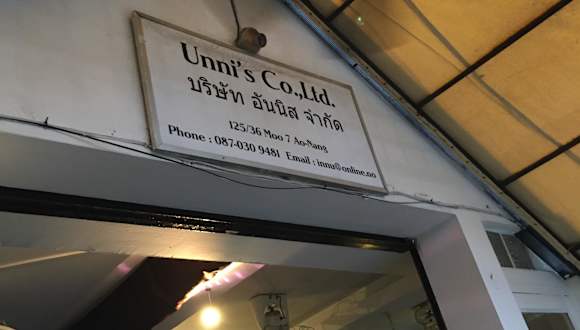 Unni's Co.,Ltd.
บริษัท อันนิส จำกัด
125/36 Moo 7 Ao-Nang
Phone : 087-030 9481 Email : innu@online.no